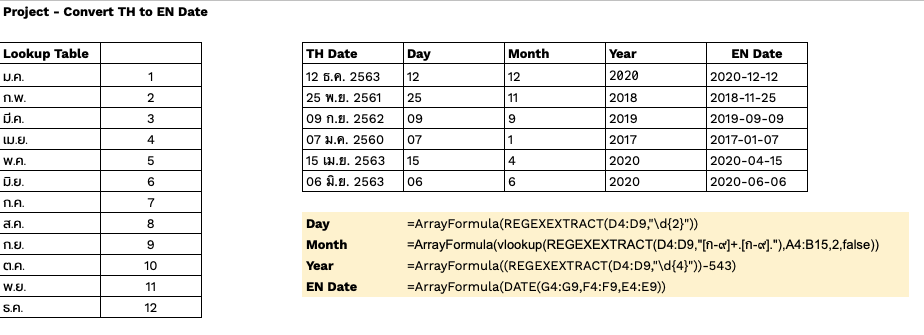 Project - Convert TH to EN Date
Lookup Table
ม.ค. 1
ก.พ. 2
มี.ค. 3
เม.ย. 4
พ.ค. 5
มิ.ย. 6
ก.ค. 7
ส.ค. 8
ก.ย. 9
ต.ค. 10
พ.ย. 11
ธ.ค. 12
TH Date Day Month Year EN Date
12 ธ.ค. 2563 12 12 2020 2020-12-12
25 พ.ย. 2561 25 11 2018 2018-11-25
09 ก.ย. 2562 09 9 2019 2019-09-09
07 ม.ค. 2560 07 1 2017 2017-01-07
15 เม.ย. 2563 15 4 2020 2020-04-15
06 มิ.ย. 2563 06 6 2020 2020-06-06
Day =ArrayFormula(REGEXEXTRACT(D4:D9,"\d{2}"))
Month =ArrayFormula(vlookup(REGEXEXTRACT(D4:D9,"[ก-๙]+.[ก-๙]."),A4:B15,2,false))
Year =ArrayFormula((REGEXEXTRACT(D4:D9,"\d{4}"))-543)
EN Date =ArrayFormula(DATE(G4:G9,F4:F9,E4:E9))